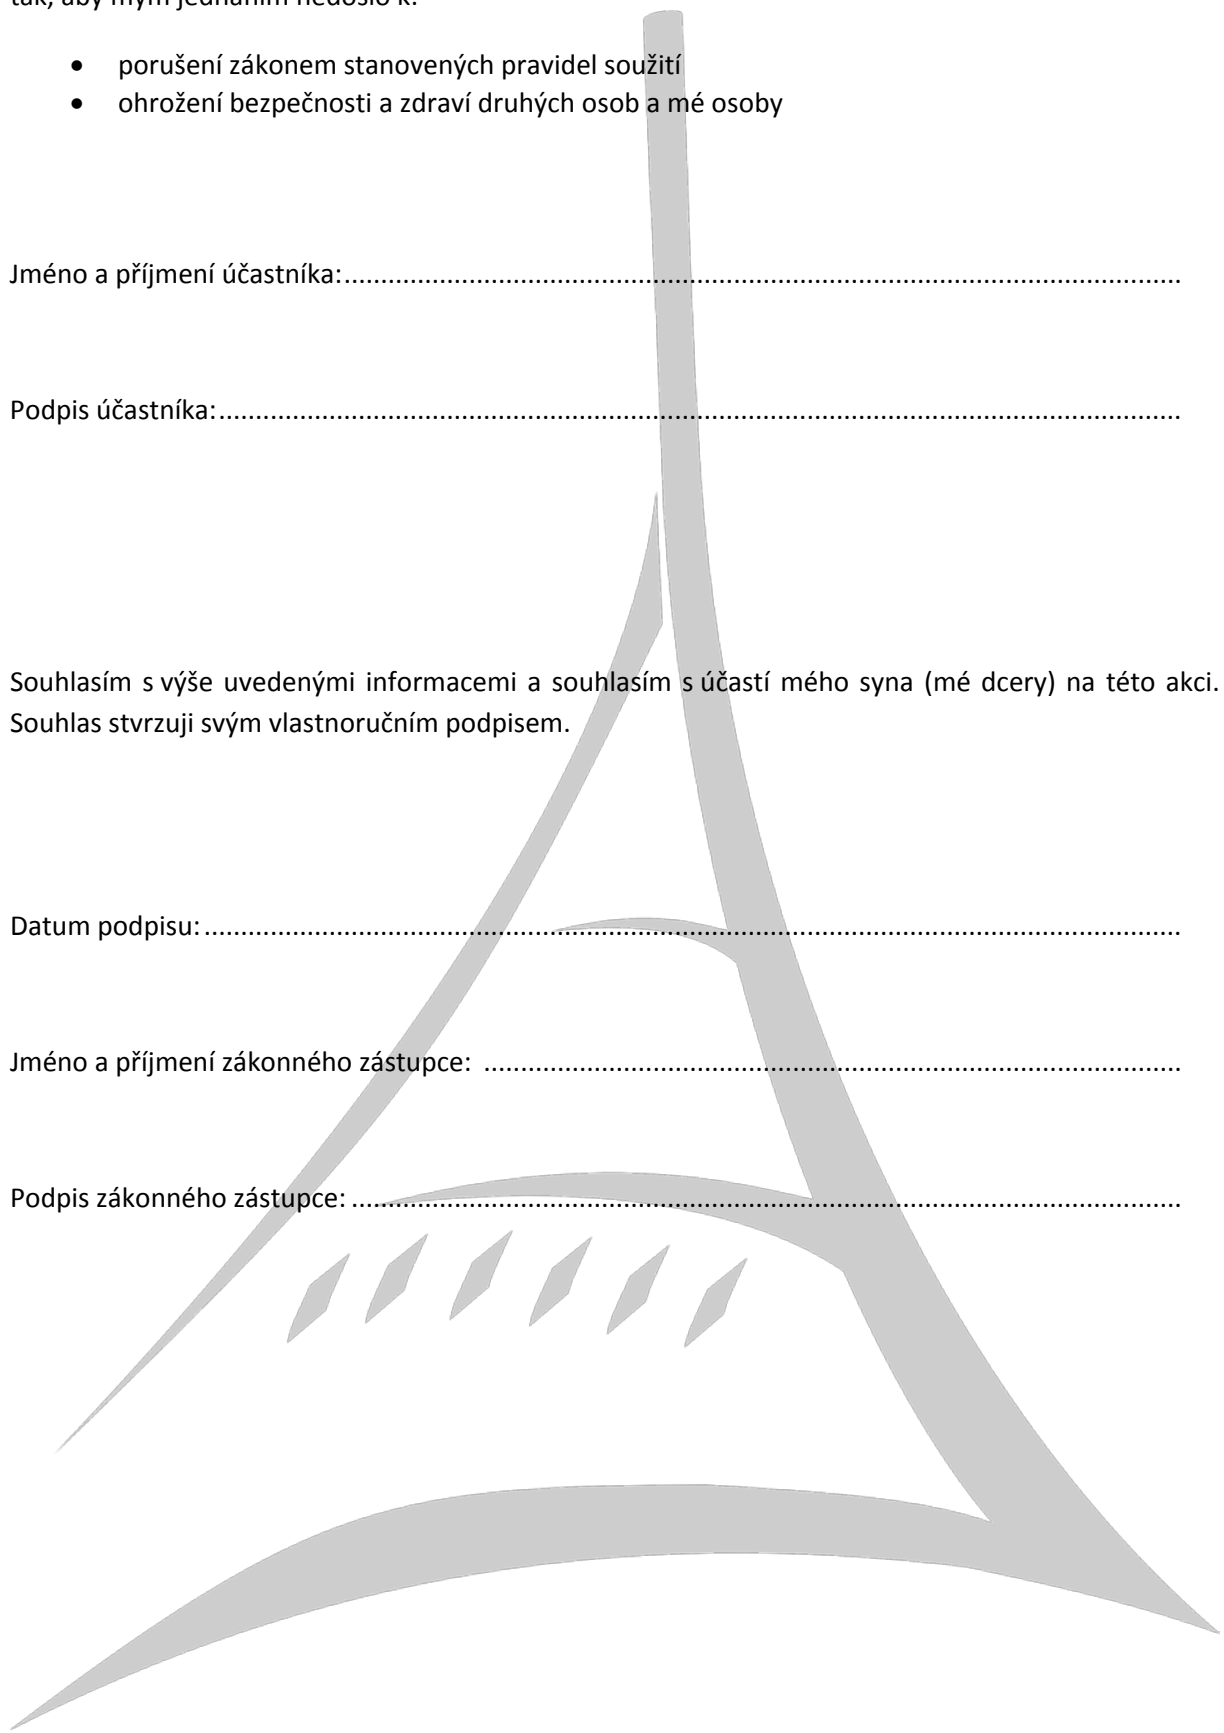 tak, aby mým jednáním nedošlo k:
• porušení zákonem stanovených pravidel soužití
• ohrožení bezpečnosti a zdraví druhých osob a mé osoby
Jméno a příjmení účastníka:..................................................................................................................
Podpis účastníka:...................................................................................................................................
Souhlasím s výše uvedenými informacemi a souhlasím s účastí mého syna (mé dcery) na této akci.
Souhlas stvrzuji svým vlastnoručním podpisem.
Datum podpisu:.....................................................................................................................................
Jméno a příjmení zákonného zástupce: ...............................................................................................
Podpis zákonného zástupce: .................................................................................................................